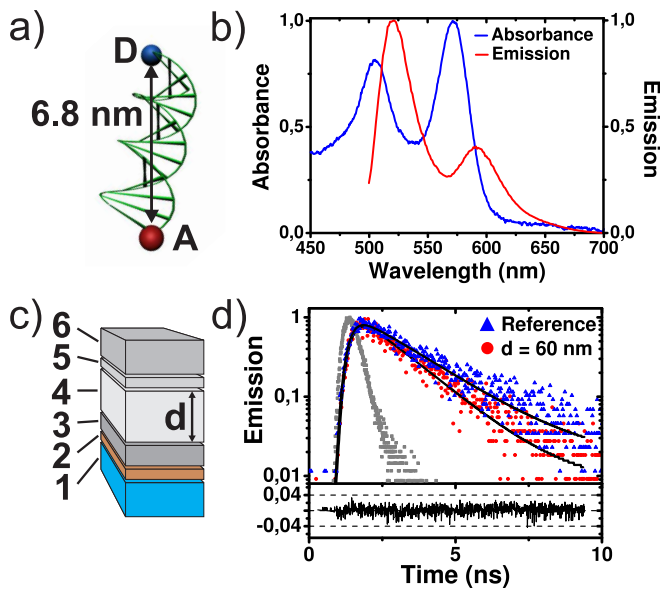 a)
D
6.8 nm
A
b)
Absorbance
Emission
1,0
0,5
0,0
1,0
0,5
0,0
Absorbance
Emission
450 500 550 600 650 700
Wavelength (nm)
c)
6
5
4
3
2
1
d
d)
Emission
1
0,1
0,01
Reference
d = 60 nm
0,04
-0,04
0 5 10
Time (ns)